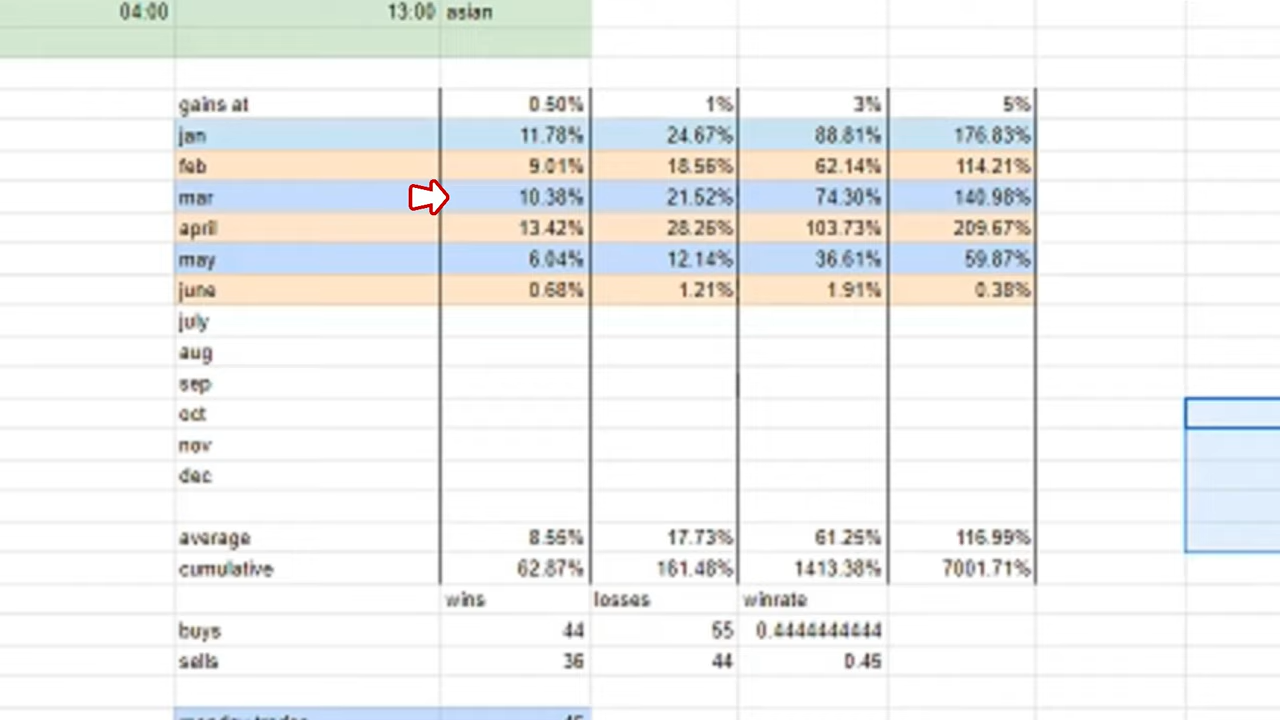 04:00 13:00 asian
gains at 0.50% 1% 3% 5%
jan 11.78% 24.67% 88.81% 176.83%
feb 9.01% 18.56% 62.14% 114.21%
mar 10.38% 21.52% 74.30% 140.98%
april 13.42% 28.26% 103.73% 209.67%
may 6.04% 12.14% 36.61% 59.87%
june 0.68% 1.21% 1.91% 0.38%
july
aug
sep
oct
nov
dec
average 8.56% 17.73% 61.25% 116.99%
cumulative 62.87% 161.48% 1413.38% 7001.71%
wins losses winrate
buys 44 55 0.4444444444
sells 36 44 0.45
monday trades 45